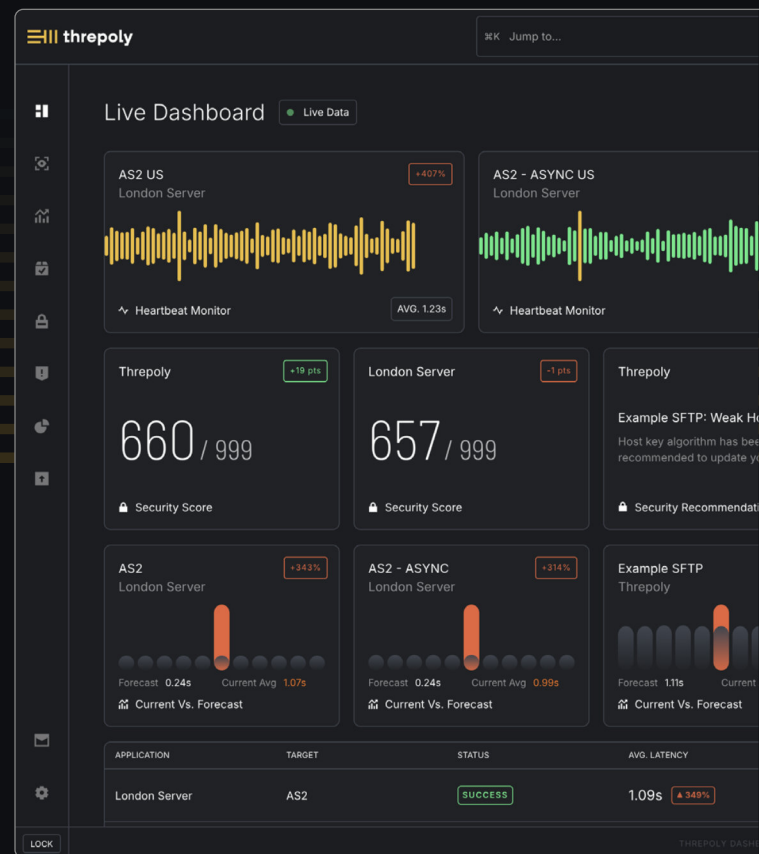 threpoly
⌘K Jump to...
Live Dashboard
Live Data
AS2 US
+407%
London Server
Heartbeat Monitor
AVG. 1.23s
AS2 - ASYNC US
London Server
Heartbeat Monitor
Threpoly
+19 pts
660 / 999
Security Score
London Server
-1 pts
657 / 999
Security Score
Threpoly
Example SFTP: Weak Ho
Host key algorithm has bee
recommended to update yo
Security Recommendati
AS2
+343%
London Server
Forecast 0.24s Current Avg 1.07s
Current Vs. Forecast
AS2 - ASYNC
+314%
London Server
Forecast 0.24s Current Avg 0.99s
Current Vs. Forecast
Example SFTP
Threpoly
Forecast 1.11s Current
Current Vs. Forecast
APPLICATION TARGET STATUS AVG. LATENCY
London Server AS2 SUCCESS 1.09s ▲ 349%
LOCK
THREPOLY DASH